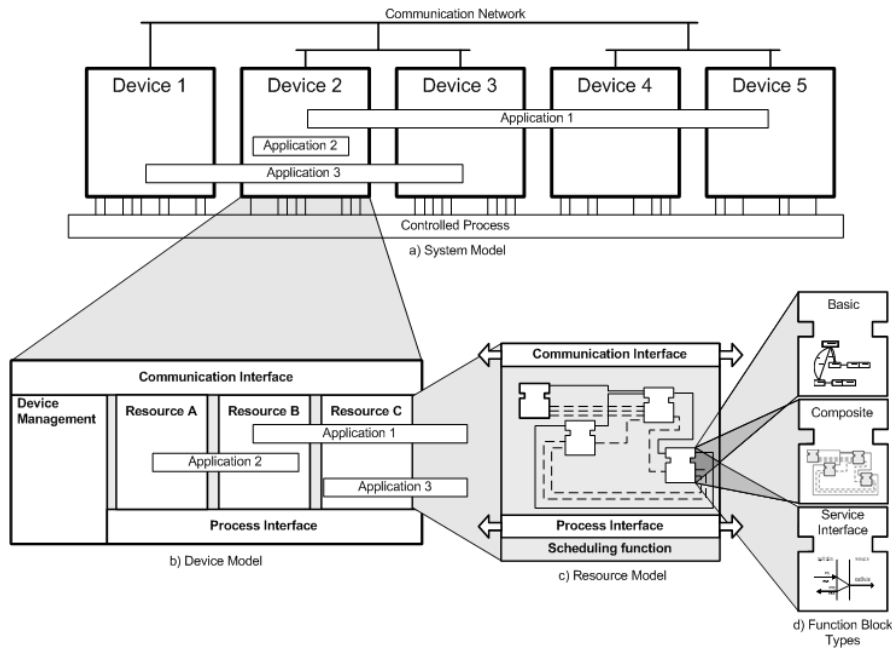 Communication Network
Device 1
Device 2
Device 3
Device 4
Device 5
Application 1
Application 2
Application 3
Controlled Process
a) System Model
Communication Interface
Device
Management
Resource A
Resource B
Resource C
Application 1
Application 2
Application 3
Process Interface
b) Device Model
Communication Interface
Process Interface
Scheduling function
c) Resource Model
Basic
Composite
Service
Interface
d) Function Block
Types